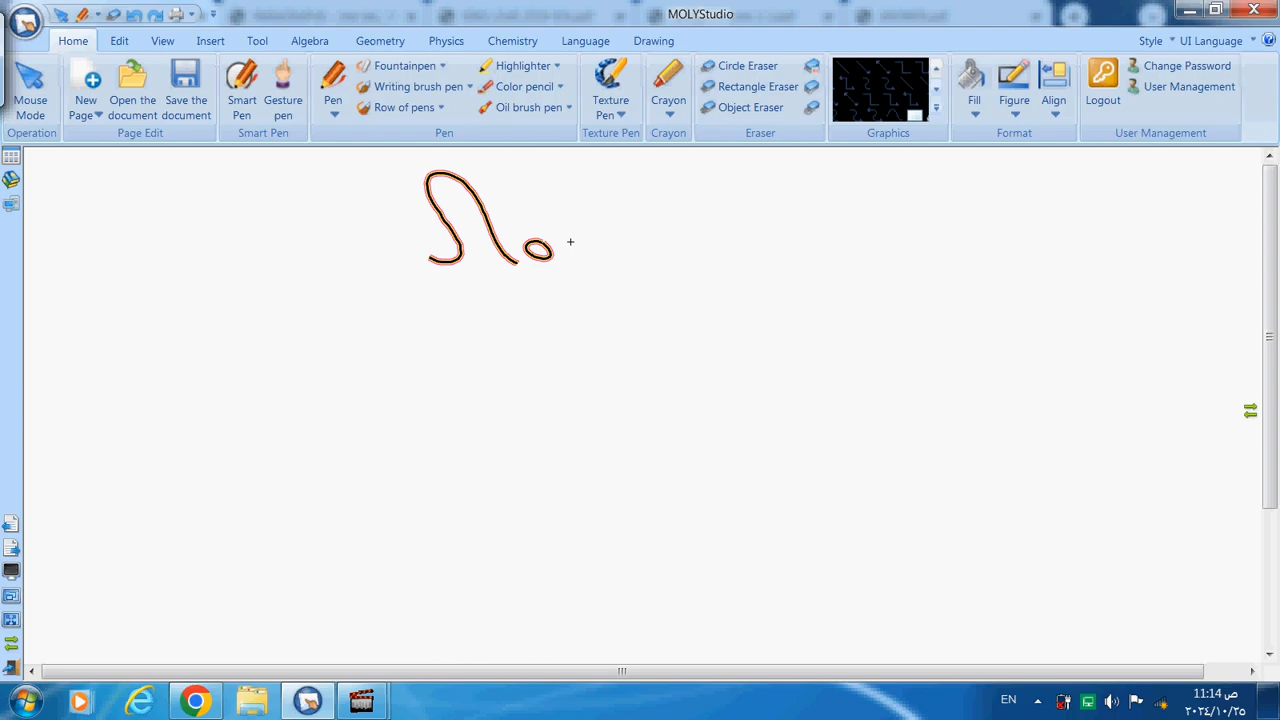 MOLYStudio
Home Edit View Insert Tool Algebra Geometry Physics Chemistry Language Drawing Style UI Language
Mouse Mode
New Page
Open the document
Save the document
Smart Pen
Gesture pen
Pen
Fountainpen
Writing brush pen
Row of pens
Highlighter
Color pencil
Oil brush pen
Texture Pen
Crayon
Circle Eraser
Rectangle Eraser
Object Eraser
Fill
Figure
Align
Logout
Change Password
User Management
Operation Page Edit Smart Pen Pen Texture Pen Crayon Eraser Graphics Format User Management
EN
11:14 ص
٢٠٢٤/١٠/٢٥